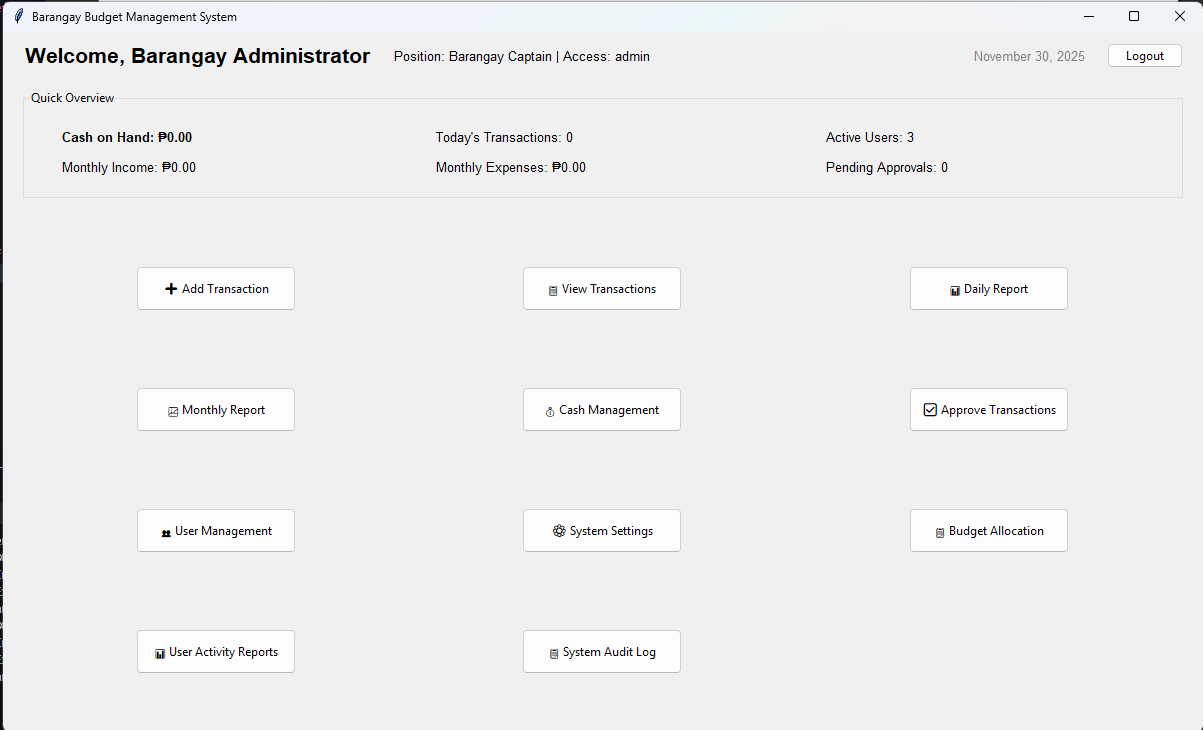 Barangay Budget Management System
Welcome, Barangay Administrator Position: Barangay Captain | Access: admin November 30, 2025 Logout
Quick Overview
Cash on Hand: ₱0.00 Today's Transactions: 0 Active Users: 3
Monthly Income: ₱0.00 Monthly Expenses: ₱0.00 Pending Approvals: 0
Add Transaction View Transactions Daily Report
Monthly Report Cash Management Approve Transactions
User Management System Settings Budget Allocation
User Activity Reports System Audit Log